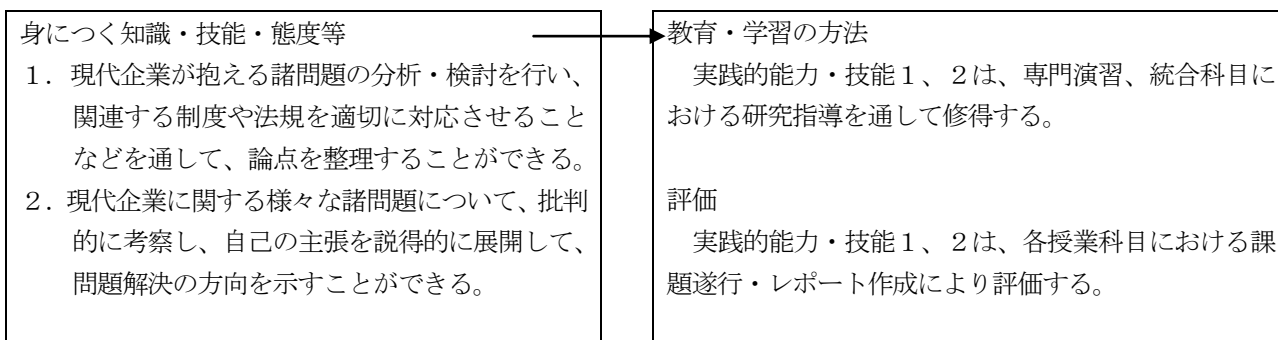 身につく知識・技能・態度等
１．現代企業が抱える諸問題の分析・検討を行い、
関連する制度や法規を適切に対応させること
などを通して、論点を整理することができる。
２．現代企業に関する様々な諸問題について、批判
的に考察し、自己の主張を説得的に展開して、
問題解決の方向を示すことができる。
教育・学習の方法
実践的能力・技能１、２は、専門演習、統合科目に
おける研究指導を通して修得する。
評価
実践的能力・技能１、２は、各授業科目における課
題遂行・レポート作成により評価する。